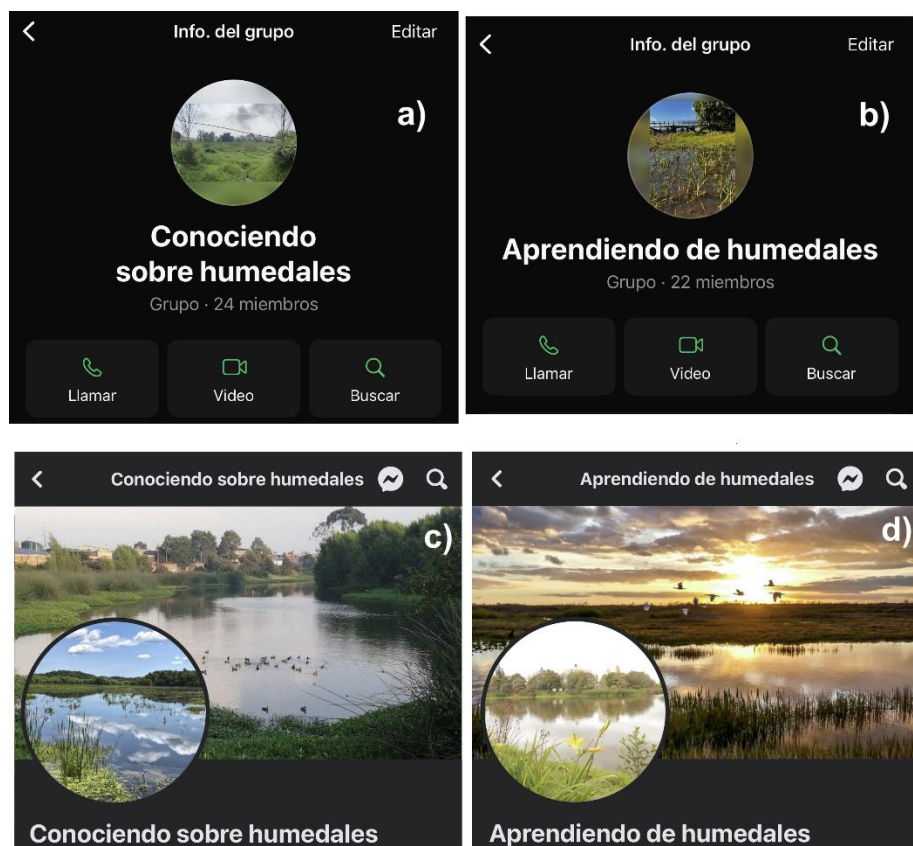 Info. del grupo
Editar
a)
Conociendo
sobre humedales
Grupo · 24 miembros
Llamar
Video
Buscar
Info. del grupo
Editar
b)
Aprendiendo de humedales
Grupo · 22 miembros
Llamar
Video
Buscar
Conociendo sobre humedales
c)
Conociendo sobre humedales
Aprendiendo de humedales
d)
Aprendiendo de humedales